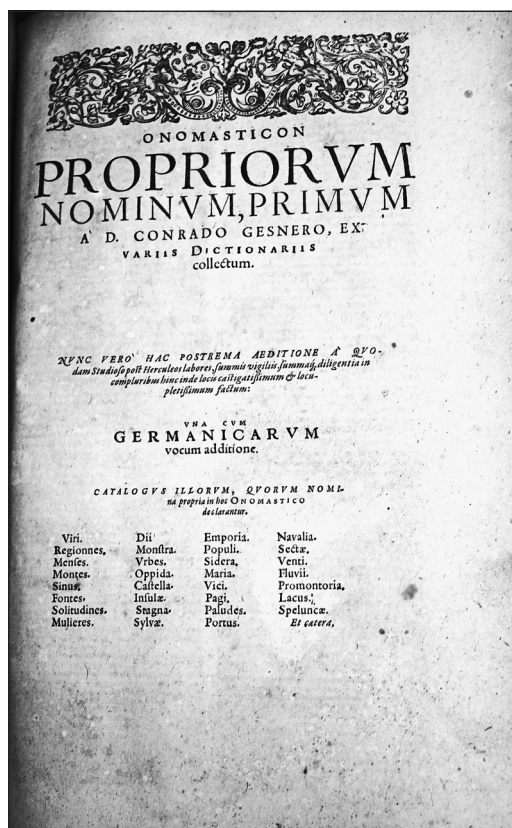 ONOMASTICON
PROPRIORVM
NOMINVM, PRIMVM
A' D. CONRADO GESNERO, EX
VARIIS DICTIONARIIS
collectum.
NVNC VERO' HAC POSTREMA AEDITIONE A' QVO-
dam Studioso post Herculeos labores, summis vigiliis summaq́, diligentia in
compluribus hinc inde locis castigatißimum & locu-
pletißimum factum:
VNA CVM
GERMANICARVM
vocum additione.
CATALOGVS ILLORVM, QVORVM NOMI-
na propria in hoc ONOMASTICO
declarantur.
Viri. Dii Emporia. Navalia.
Regionnes. Monstra. Populi. Sectæ.
Menses. Vrbes. Sidera. Venti.
Montes. Oppida. Maria. Fluvii.
Sinus. Castella. Vici. Promontoria.
Fontes. Insulæ. Pagi. Lacus.
Solitudines. Stagna. Paludes. Speluncæ.
Mulieres. Sylvæ. Portus. Et cætera.